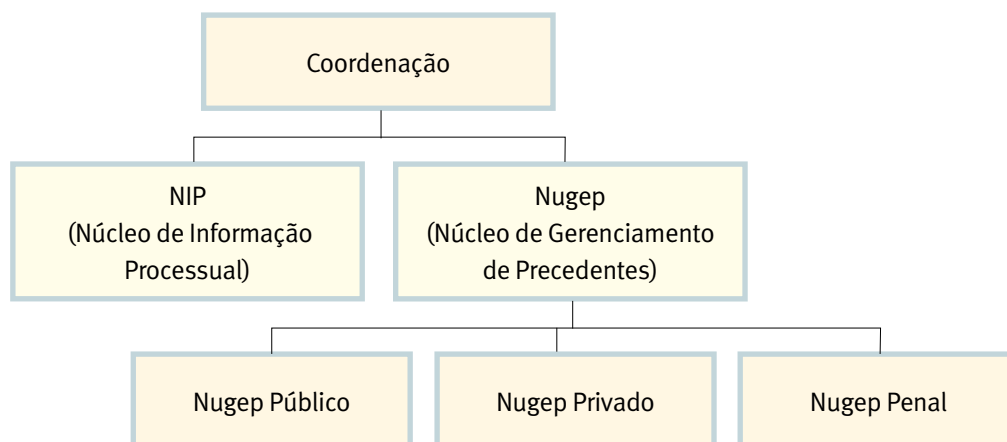 Coordenação
NIP
(Núcleo de Informação
Processual)
Nugep
(Núcleo de Gerenciamento
de Precedentes)
Nugep Público
Nugep Privado
Nugep Penal